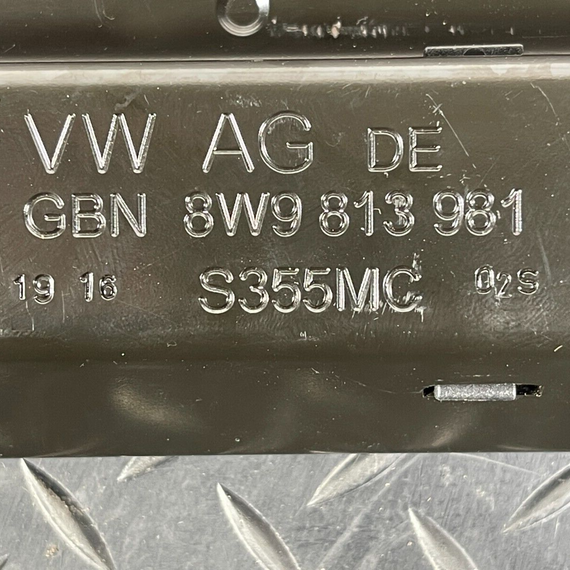 VW AG DE
GBN 8W9 813 981
19 16 S355MC 02S